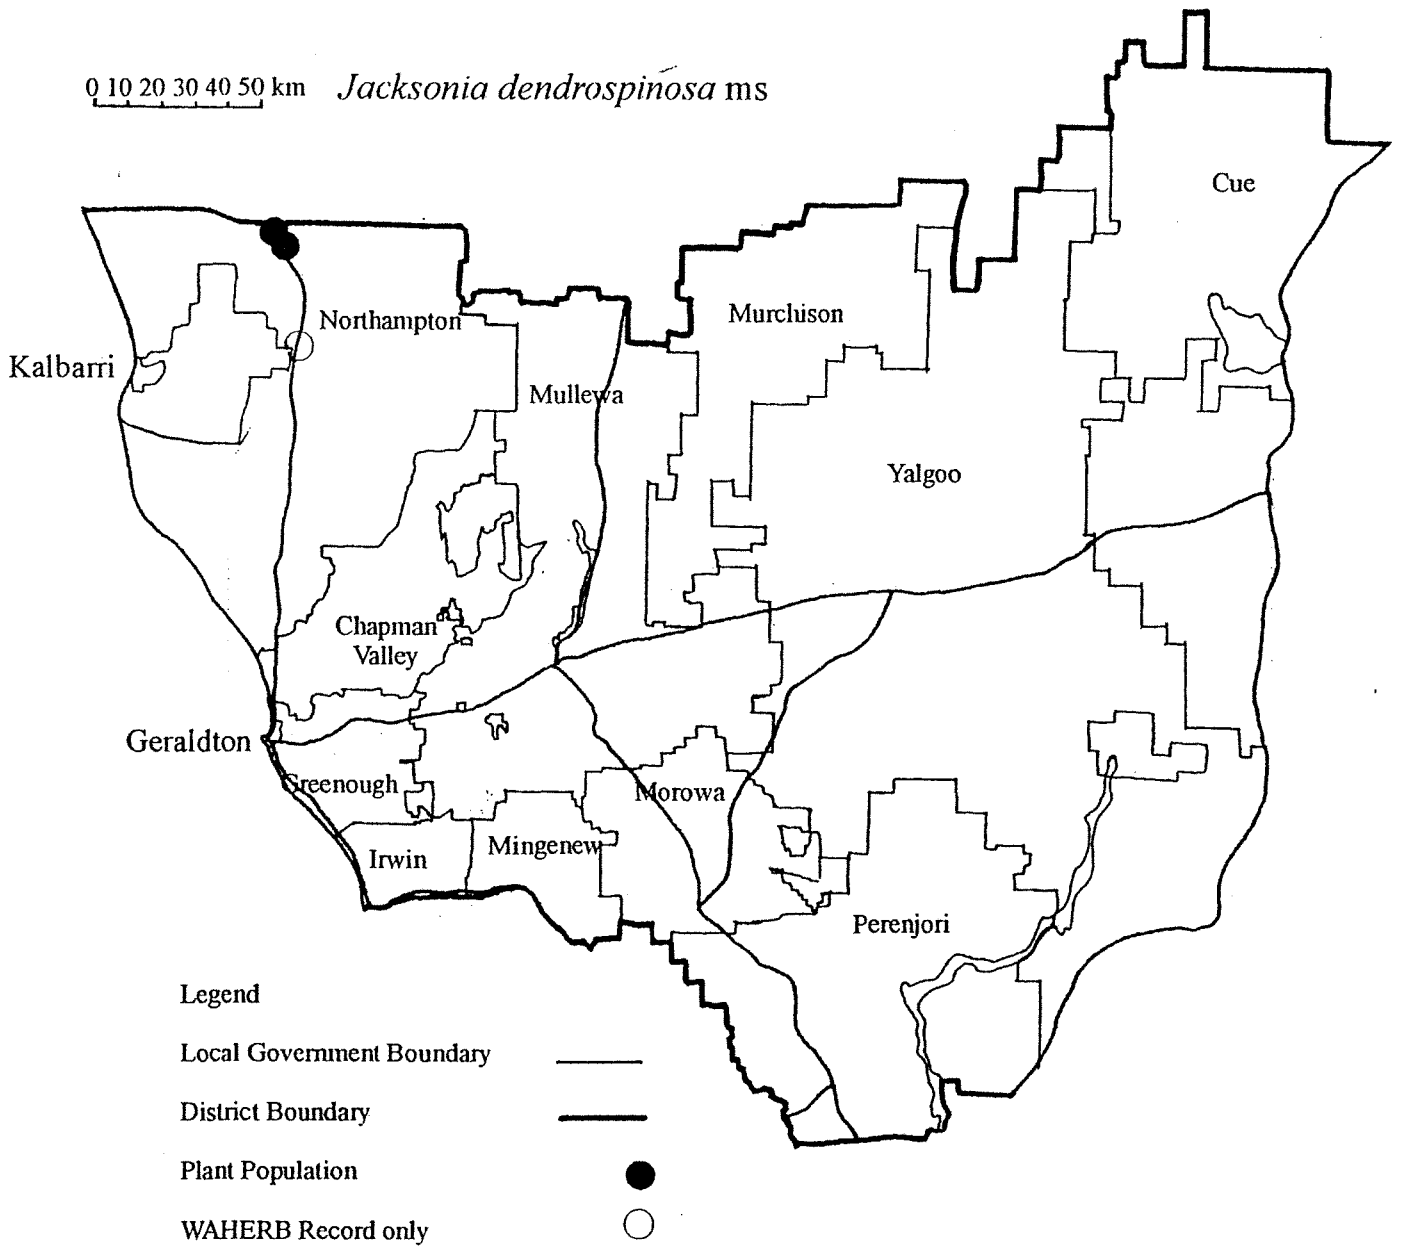 0 10 20 30 40 50 km
Jacksonia dendrospinosa ms
Cue
Northampton
Murchison
Kalbarri
Mullewa
Yalgoo
Chapman
Valley
Geraldton
Greenough
Morowa
Mingenew
Irwin
Perenjori
Legend
Local Government Boundary
District Boundary
Plant Population
WAHERB Record only